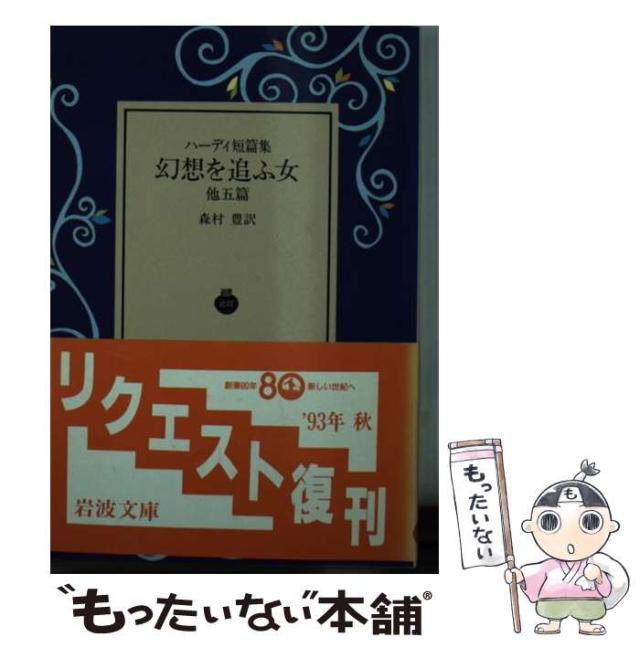 ハーディ短篇集
幻想を追ふ女
他五篇
森村 豊訳
創業80年 80 新しい世紀へ
リクエスト復刊
'93年 秋
岩波文庫
もったいない
も
"もったいない"本舗®